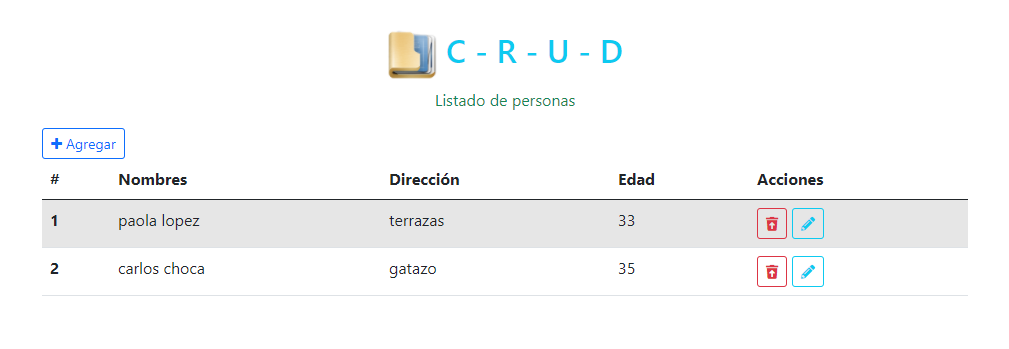 C - R - U - D
Listado de personas
Agregar
# Nombres Dirección Edad Acciones
1 paola lopez terrazas 33
2 carlos choca gatazo 35